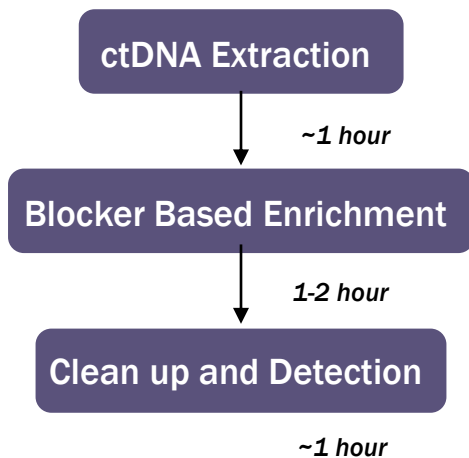 ctDNA Extraction
~1 hour
Blocker Based Enrichment
1-2 hour
Clean up and Detection
~1 hour